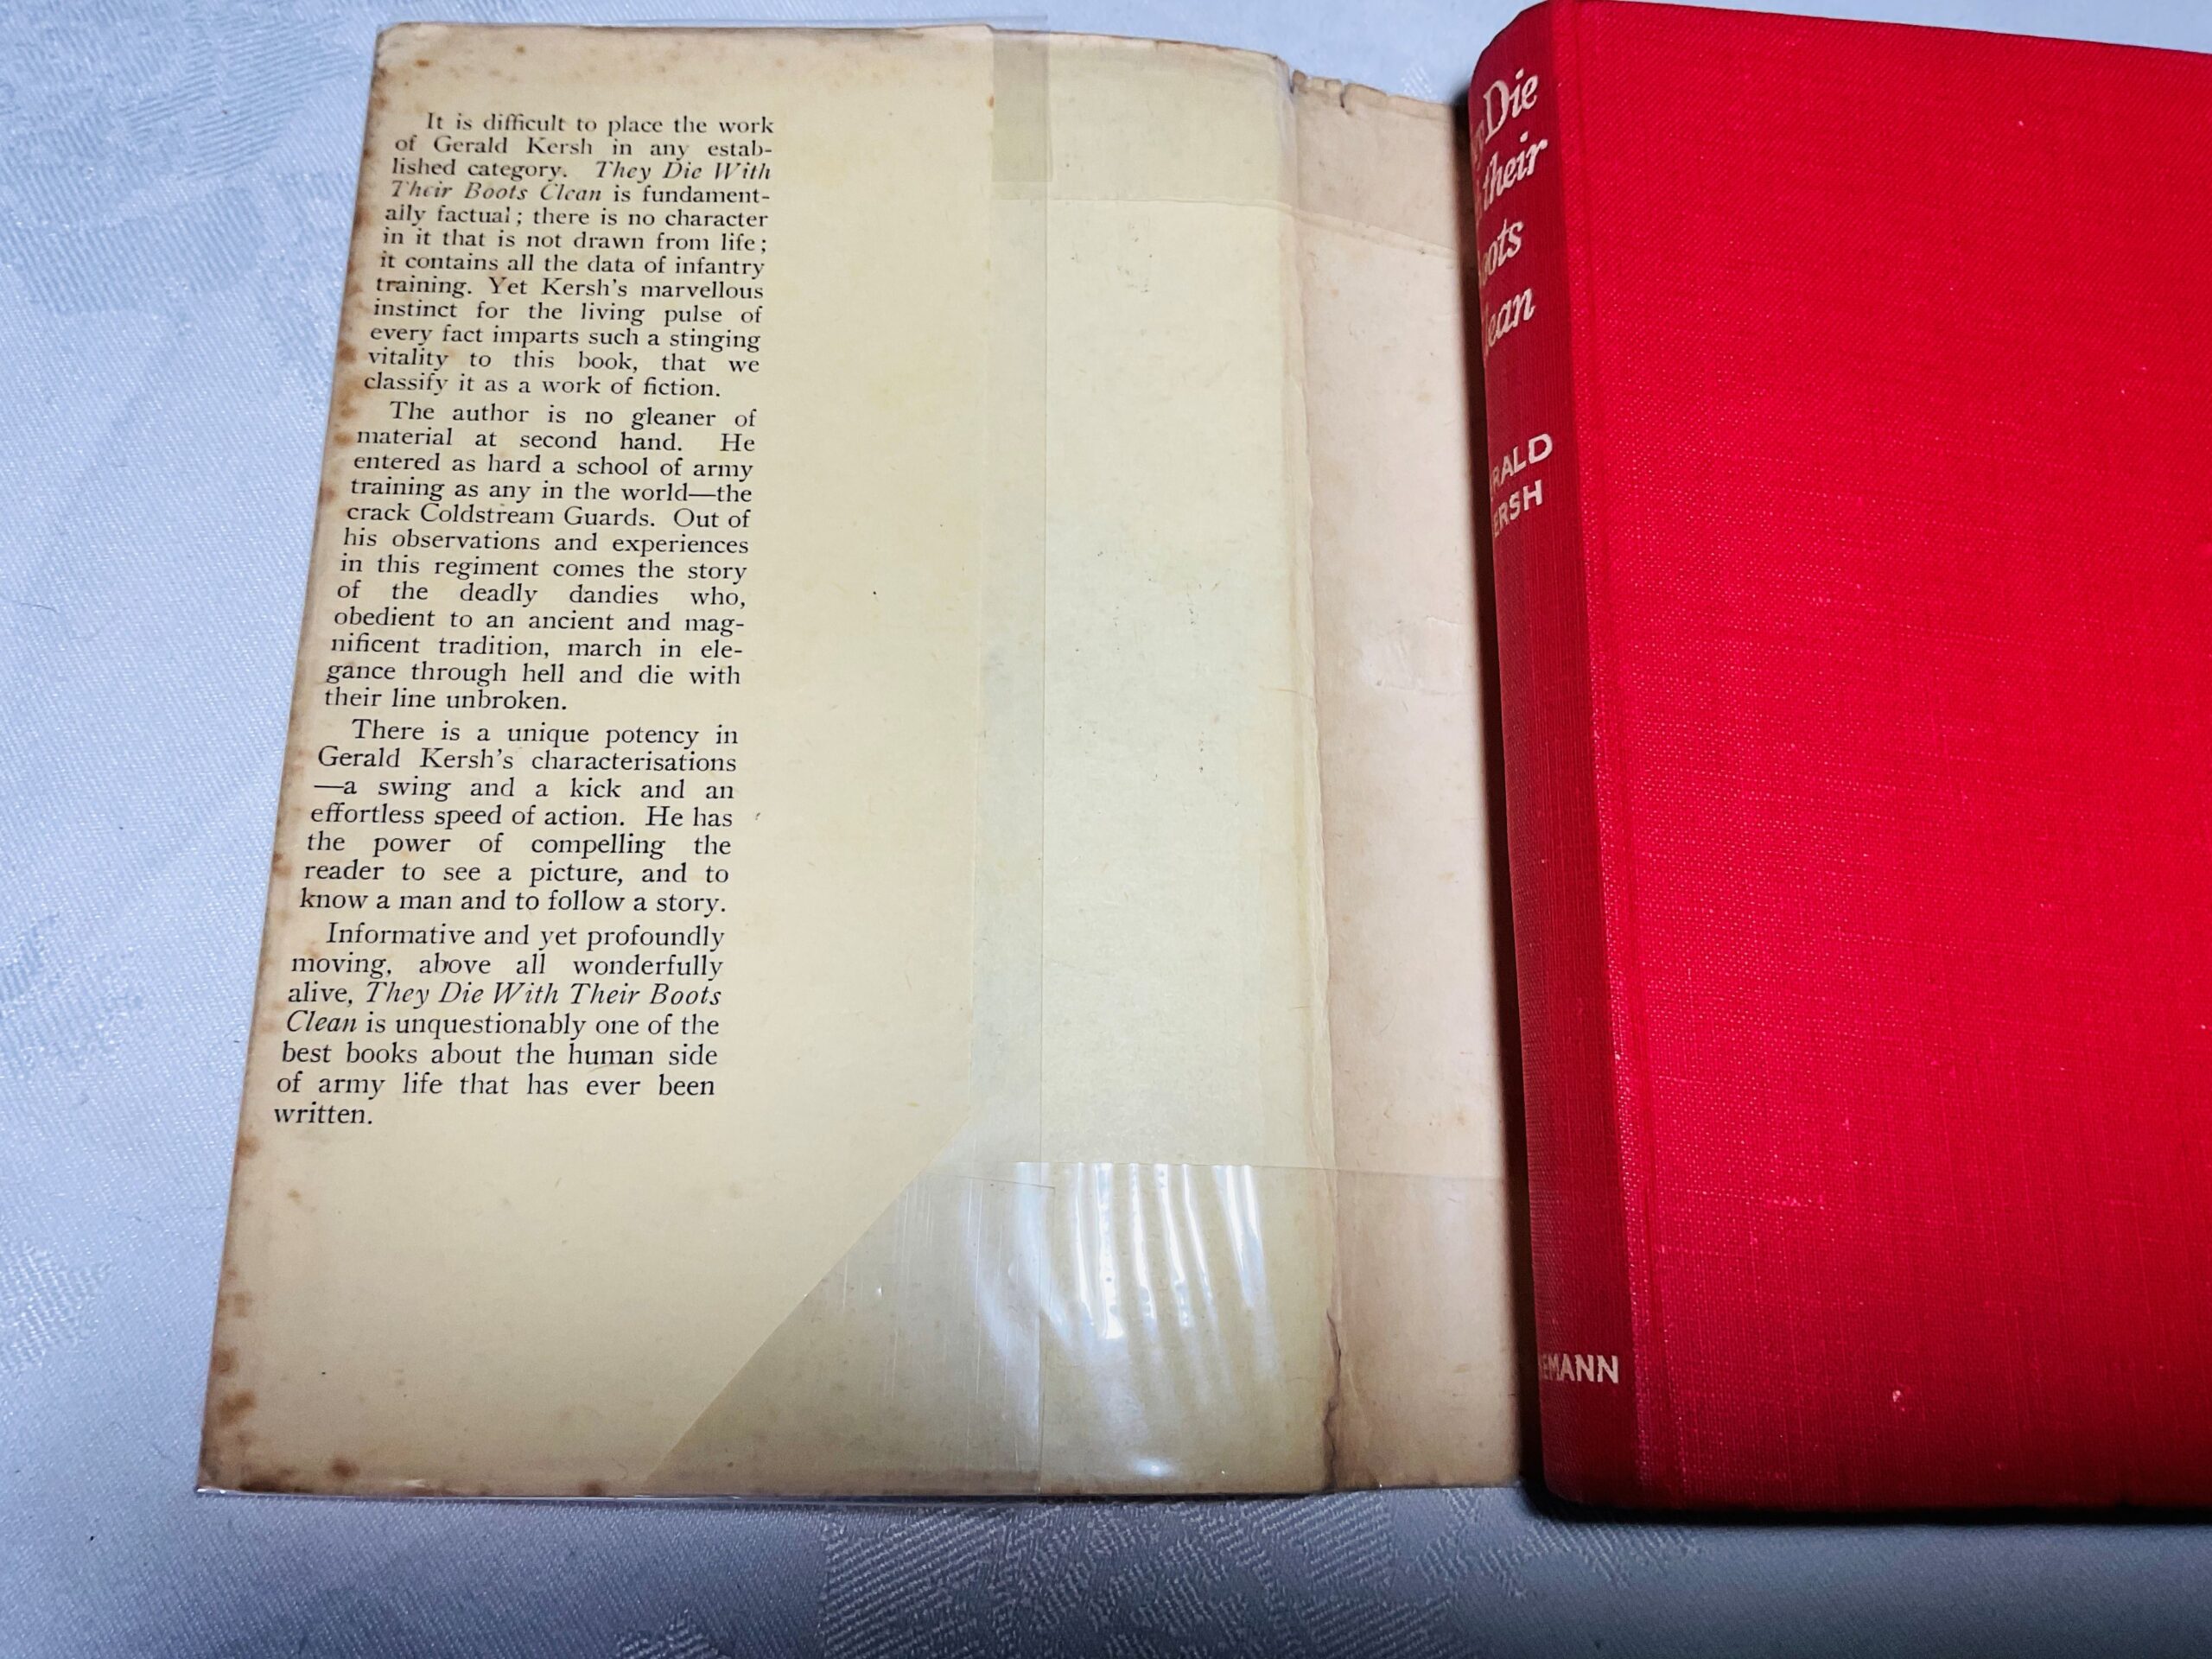 It is difficult to place the work
of Gerald Kersh in any estab-
lished category. They Die With
Their Boots Clean is fundament-
ally factual; there is no character
in it that is not drawn from life;
it contains all the data of infantry
training. Yet Kersh's marvellous
instinct for the living pulse of
every fact imparts such a stinging
vitality to this book, that we
classify it as a work of fiction.
The author is no gleaner of
material at second hand. He
entered as hard a school of army
training as any in the world—the
crack Coldstream Guards. Out of
his observations and experiences
in this regiment comes the story
of the deadly dandies who,
obedient to an ancient and mag-
nificent tradition, march in ele-
gance through hell and die with
their line unbroken.
There is a unique potency in
Gerald Kersh's characterisations
—a swing and a kick and an
effortless speed of action. He has
the power of compelling the
reader to see a picture, and to
know a man and to follow a story.
Informative and yet profoundly
moving, above all wonderfully
alive, They Die With Their Boots
Clean is unquestionably one of the
best books about the human side
of army life that has ever been
written.
Die
their
oots
lean
RALD
ERSH
EMANN